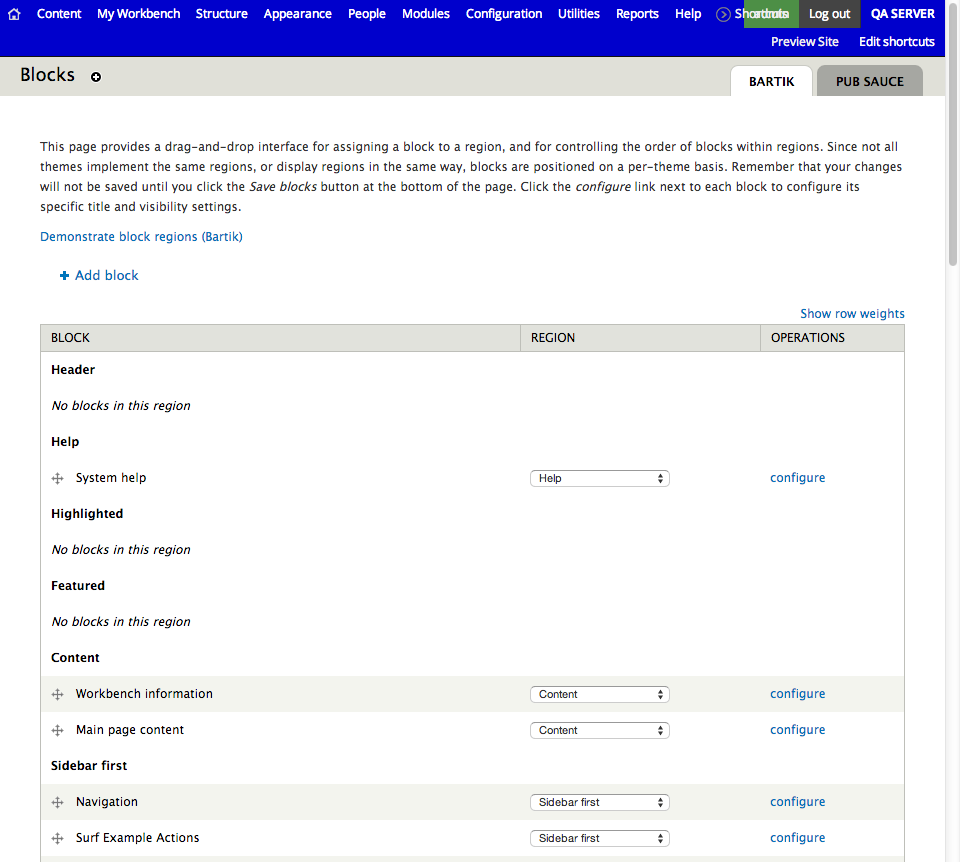 Content My Workbench Structure Appearance People Modules Configuration Utilities Reports Help Shortcuts Log out QA SERVER
Preview Site Edit shortcuts
Blocks
BARTIK PUB SAUCE
This page provides a drag-and-drop interface for assigning a block to a region, and for controlling the order of blocks within regions. Since not all
themes implement the same regions, or display regions in the same way, blocks are positioned on a per-theme basis. Remember that your changes
will not be saved until you click the Save blocks button at the bottom of the page. Click the configure link next to each block to configure its
specific title and visibility settings.
Demonstrate block regions (Bartik)
Add block
Show row weights
BLOCK REGION OPERATIONS
Header
No blocks in this region
Help
System help Help configure
Highlighted
No blocks in this region
Featured
No blocks in this region
Content
Workbench information Content configure
Main page content Content configure
Sidebar first
Navigation Sidebar first configure
Surf Example Actions Sidebar first configure